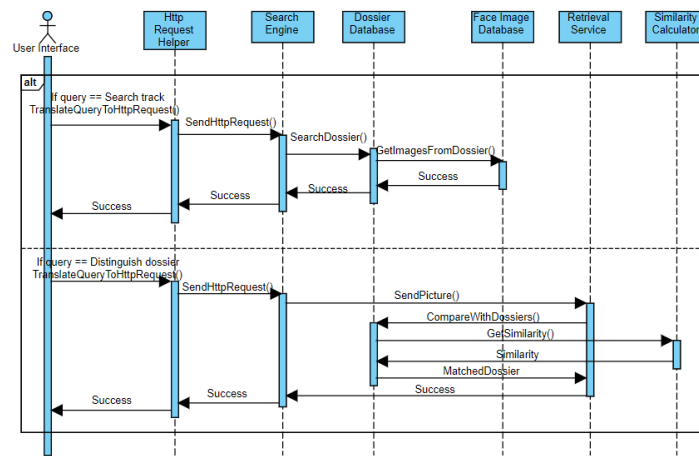 User Interface
Http
Request
Helper
Search
Engine
Dossier
Database
Face Image
Database
Retrieval
Service
Similarity
Calculator
alt
If query == Search track
TranslateQueryToHttpRequest()
SendHttpRequest()
SearchDossier()
GetImagesFromDossier()
Success
Success
Success
Success
If query == Distinguish dossier
TranslateQueryToHttpRequest()
SendHttpRequest()
SendPicture()
CompareWithDossiers()
GetSimilarity()
Similarity
MatchedDossier
Success
Success
Success